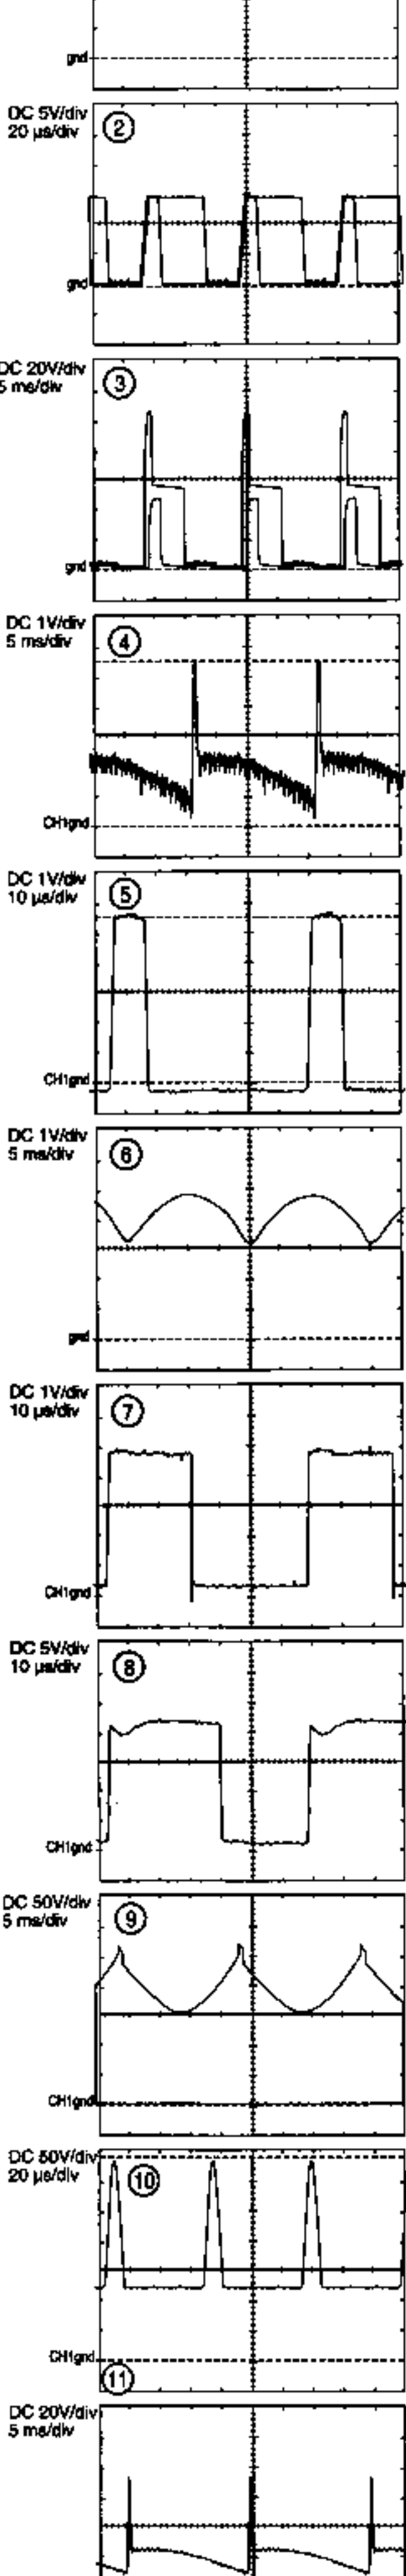 gnd
DC 5V/div
20 µs/div
2
gnd
DC 20V/div
5 ms/div
3
gnd
DC 1V/div
5 ms/div
4
CH1gnd
DC 1V/div
10 µs/div
5
CH1gnd
DC 1V/div
5 ms/div
6
gnd
DC 1V/div
10 µs/div
7
CH1gnd
DC 5V/div
10 µs/div
8
CH1gnd
DC 50V/div
5 ms/div
9
CH1gnd
DC 50V/div
20 µs/div
10
CH1gnd
11
DC 20V/div
5 ms/div